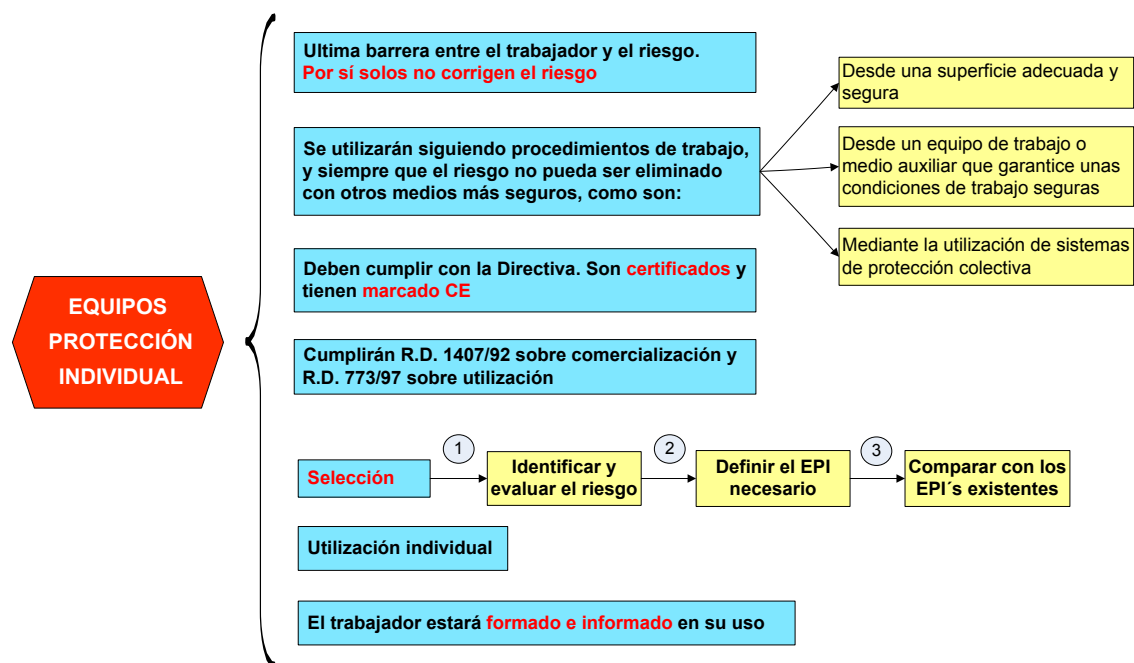 Ultima barrera entre el trabajador y el riesgo.
Por sí solos no corrigen el riesgo
Se utilizarán siguiendo procedimientos de trabajo,
y siempre que el riesgo no pueda ser eliminado
con otros medios más seguros, como son:
Desde una superficie adecuada y
segura
Desde un equipo de trabajo o
medio auxiliar que garantice unas
condiciones de trabajo seguras
Mediante la utilización de sistemas
de protección colectiva
Deben cumplir con la Directiva. Son certificados y
tienen marcado CE
EQUIPOS
PROTECCIÓN
INDIVIDUAL
Cumplirán R.D. 1407/92 sobre comercialización y
R.D. 773/97 sobre utilización
Selección
1
Identificar y
evaluar el riesgo
2
Definir el EPI
necesario
3
Comparar con los
EPI´s existentes
Utilización individual
El trabajador estará formado e informado en su uso